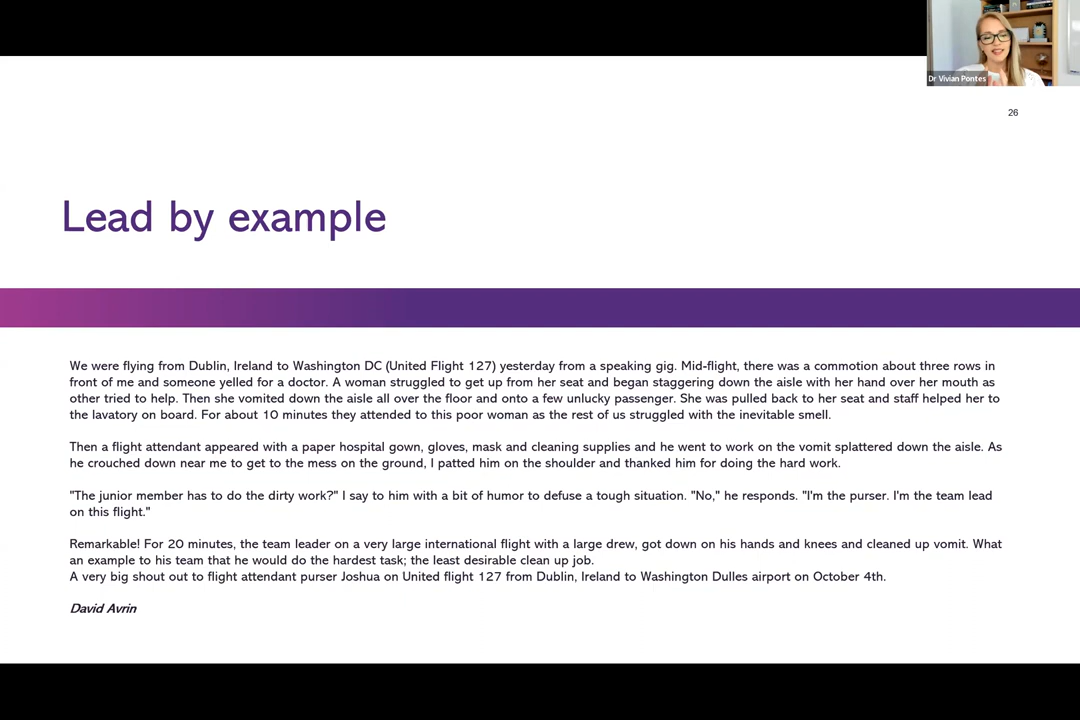 Dr Vivian Pontes
26
Lead by example
We were flying from Dublin, Ireland to Washington DC (United Flight 127) yesterday from a speaking gig. Mid-flight, there was a commotion about three rows in
front of me and someone yelled for a doctor. A woman struggled to get up from her seat and began staggering down the aisle with her hand over her mouth as
other tried to help. Then she vomited down the aisle all over the floor and onto a few unlucky passenger. She was pulled back to her seat and staff helped her to
the lavatory on board. For about 10 minutes they attended to this poor woman as the rest of us struggled with the inevitable smell.
Then a flight attendant appeared with a paper hospital gown, gloves, mask and cleaning supplies and he went to work on the vomit splattered down the aisle. As
he crouched down near me to get to the mess on the ground, I patted him on the shoulder and thanked him for doing the hard work.
"The junior member has to do the dirty work?" I say to him with a bit of humor to defuse a tough situation. "No," he responds. "I'm the purser. I'm the team lead
on this flight."
Remarkable! For 20 minutes, the team leader on a very large international flight with a large drew, got down on his hands and knees and cleaned up vomit. What
an example to his team that he would do the hardest task; the least desirable clean up job.
A very big shout out to flight attendant purser Joshua on United flight 127 from Dublin, Ireland to Washington Dulles airport on October 4th.
David Avrin